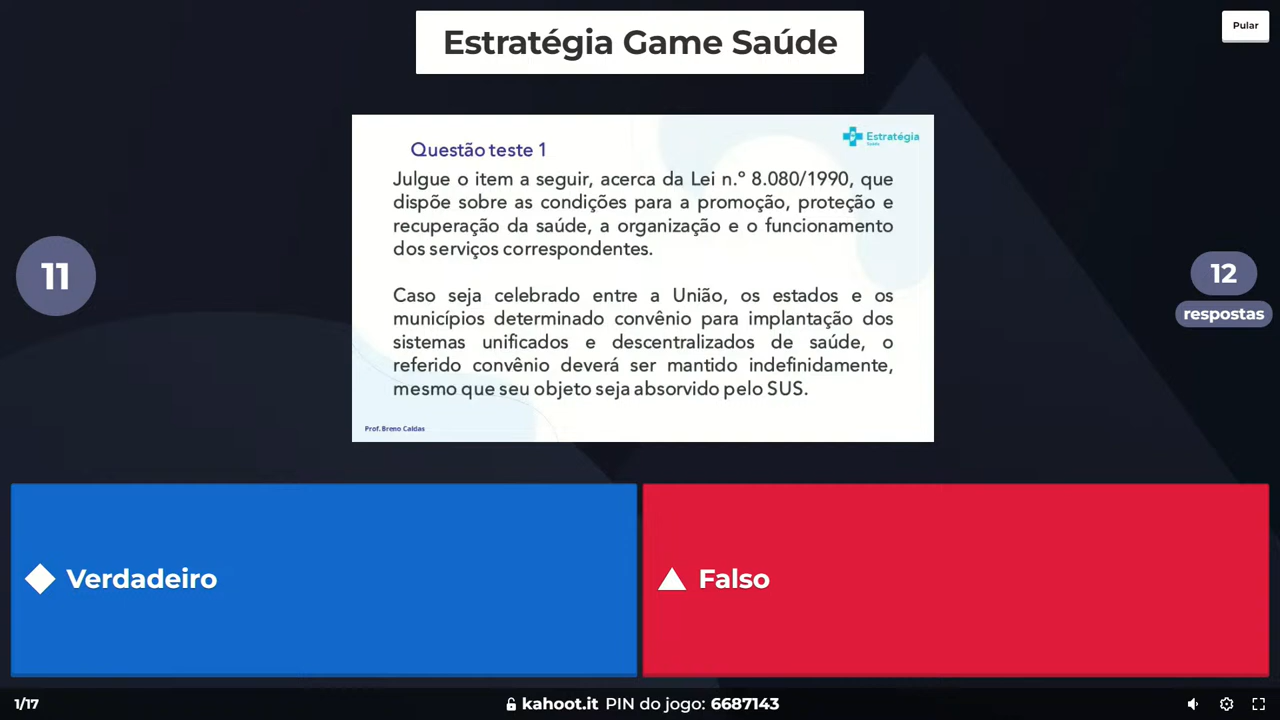 Estratégia Game Saúde
Pular
Estratégia
Saúde
Questão teste 1
Julgue o item a seguir, acerca da Lei n.º 8.080/1990, que
dispõe sobre as condições para a promoção, proteção e
recuperação da saúde, a organização e o funcionamento
dos serviços correspondentes.
Caso seja celebrado entre a União, os estados e os
municípios determinado convênio para implantação dos
sistemas unificados e descentralizados de saúde, o
referido convênio deverá ser mantido indefinidamente,
mesmo que seu objeto seja absorvido pelo SUS.
Prof. Breno Caldas
11
12
respostas
Verdadeiro
Falso
1/17
kahoot.it PIN do jogo: 6687143